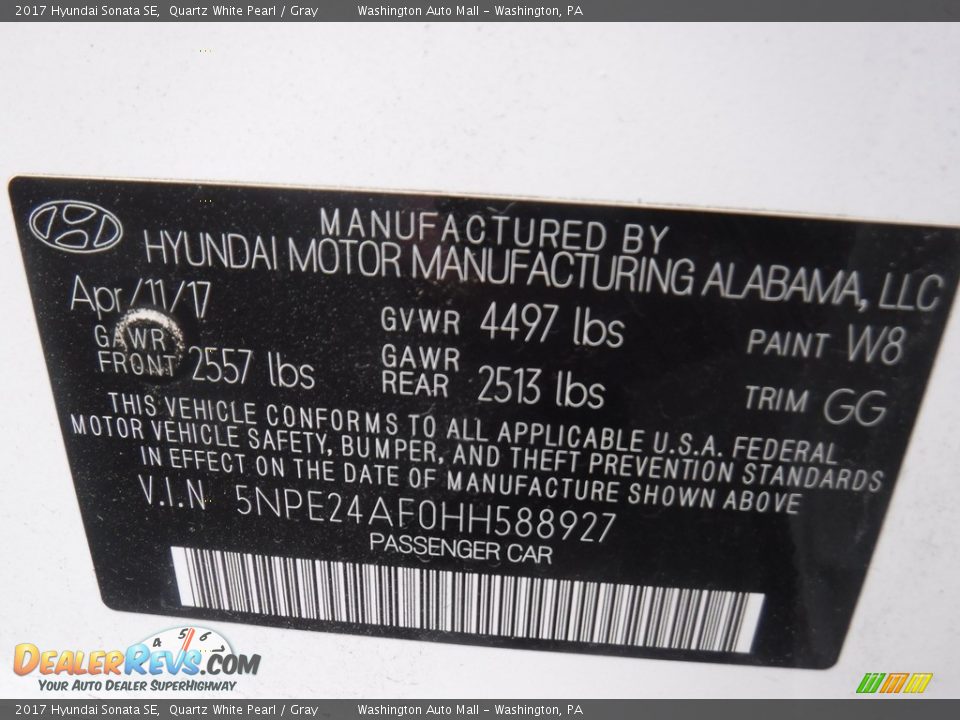 2017 Hyundai Sonata SE,  Quartz White Pearl / Gray        Washington Auto Mall - Washington, PA
MANUFACTURED BY
HYUNDAI MOTOR MANUFACTURING ALABAMA, LLC
Apr/11/17
GVWR 4497 lbs
PAINT W8
GAWR
FRONT 2557 lbs
GAWR
REAR 2513 lbs
TRIM GG
THIS VEHICLE CONFORMS TO ALL APPLICABLE U.S.A. FEDERAL
MOTOR VEHICLE SAFETY, BUMPER, AND THEFT PREVENTION STANDARDS
IN EFFECT ON THE DATE OF MANUFACTURE SHOWN ABOVE
V.I.N 5NPE24AF0HH588927
PASSENGER CAR
4 5 6
DEALERREVS.COM
YOUR AUTO DEALER SUPERHIGHWAY
2017 Hyundai Sonata SE,  Quartz White Pearl / Gray        Washington Auto Mall - Washington, PA